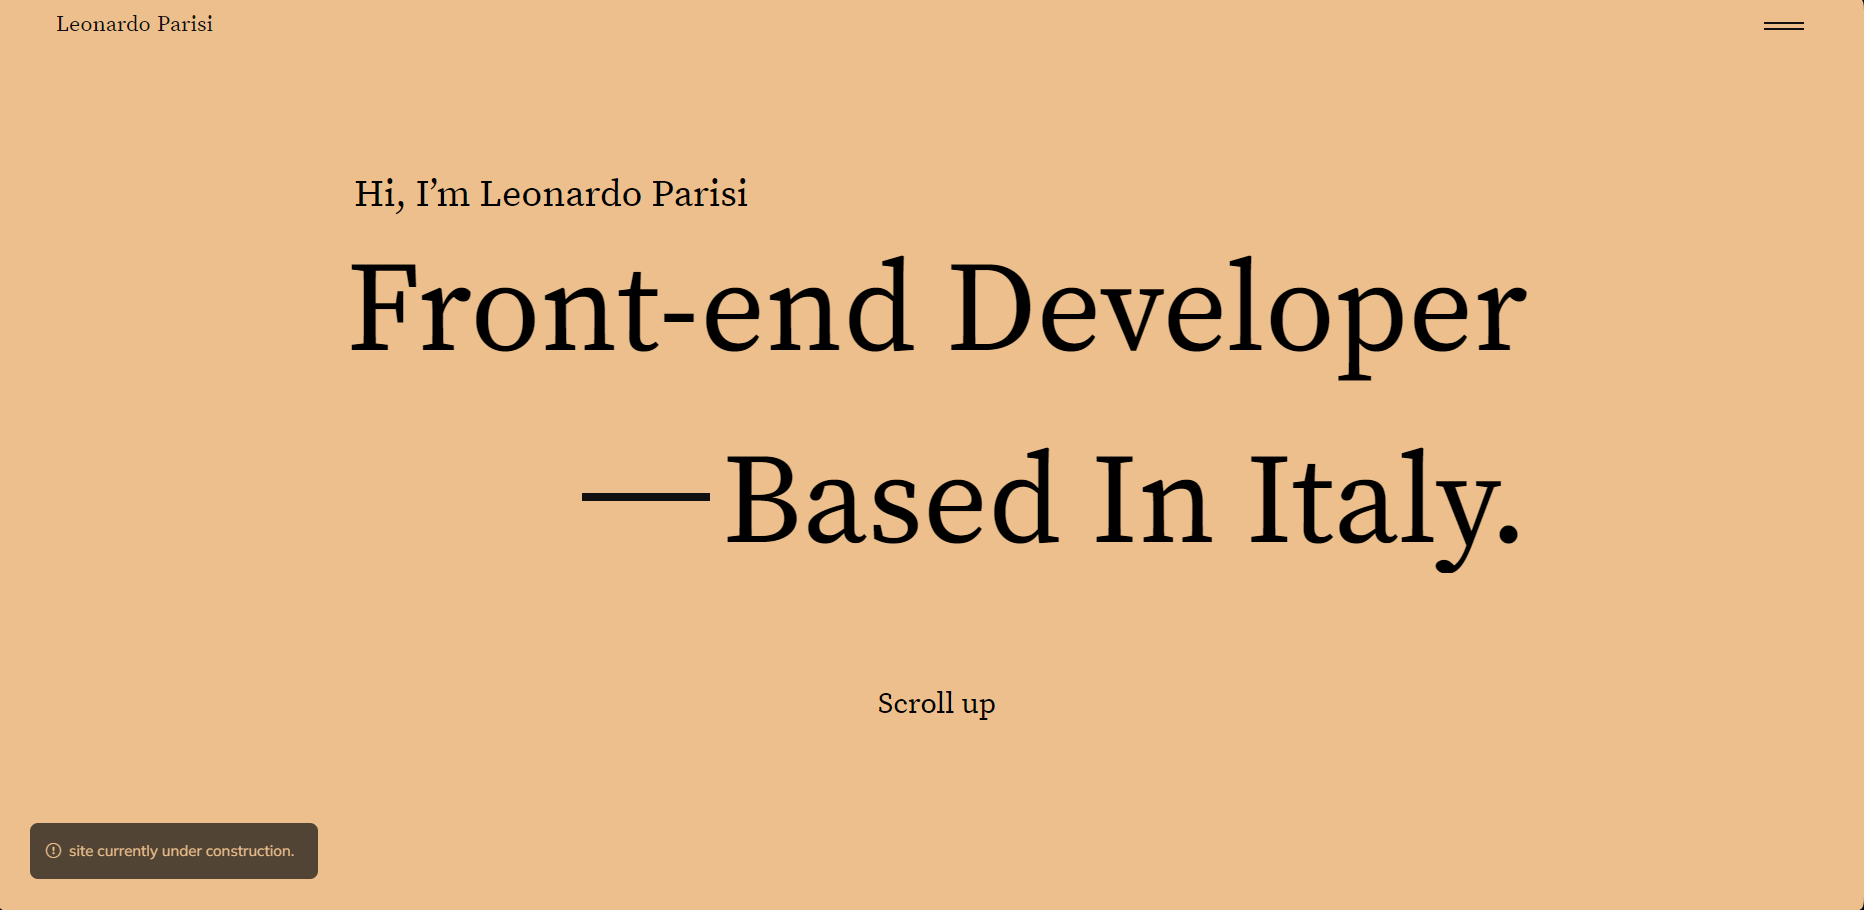 Leonardo Parisi
Hi, I’m Leonardo Parisi
Front-end Developer
—Based In Italy.
Scroll up
site currently under construction.